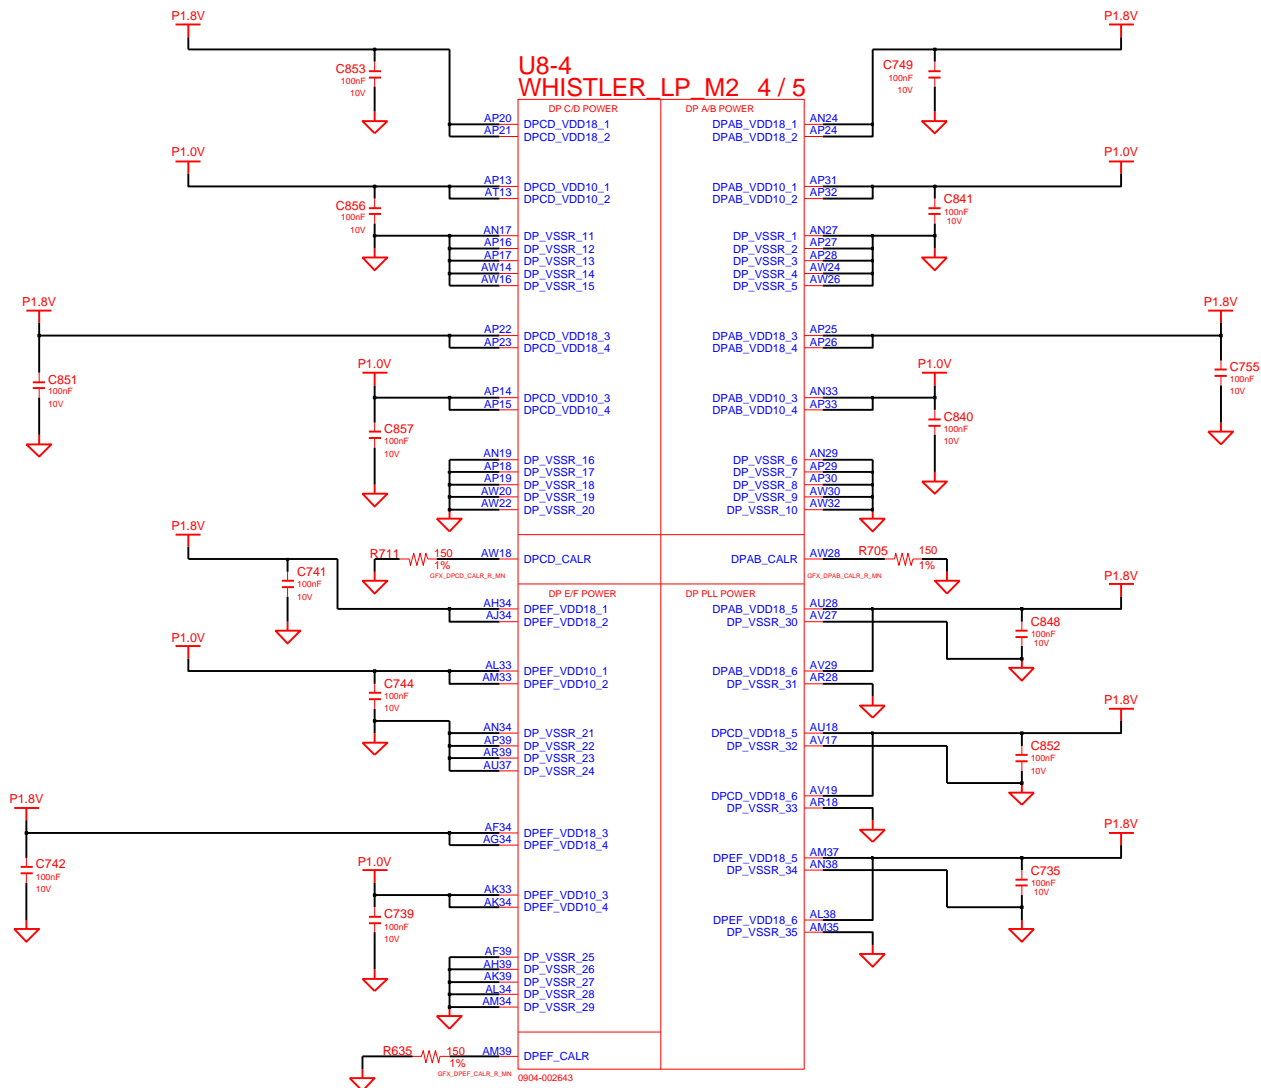 P1.8V
P1.8V
C853
100nF
10V
C749
100nF
10V
U8-4
WHISTLER_LP_M2 4 / 5
DP C/D POWER
DP A/B POWER
AP20 DPCD_VDD18_1
AP21 DPCD_VDD18_2
DPAB_VDD18_1 AN24
DPAB_VDD18_2 AP24
P1.0V
P1.0V
AP13 DPCD_VDD10_1
AT13 DPCD_VDD10_2
DPAB_VDD10_1 AP31
DPAB_VDD10_2 AP32
C856
100nF
10V
C841
100nF
10V
AN17 DP_VSSR_11
AP16 DP_VSSR_12
AP17 DP_VSSR_13
AW14 DP_VSSR_14
AW16 DP_VSSR_15
DP_VSSR_1 AN27
DP_VSSR_2 AP27
DP_VSSR_3 AP28
DP_VSSR_4 AW24
DP_VSSR_5 AW26
P1.8V
P1.8V
AP22 DPCD_VDD18_3
AP23 DPCD_VDD18_4
DPAB_VDD18_3 AP25
DPAB_VDD18_4 AP26
C851
100nF
10V
C755
100nF
10V
P1.0V
P1.0V
AP14 DPCD_VDD10_3
AP15 DPCD_VDD10_4
DPAB_VDD10_3 AN33
DPAB_VDD10_4 AP33
C857
100nF
10V
C840
100nF
10V
AN19 DP_VSSR_16
AP18 DP_VSSR_17
AP19 DP_VSSR_18
AW20 DP_VSSR_19
AW22 DP_VSSR_20
DP_VSSR_6 AN29
DP_VSSR_7 AP29
DP_VSSR_8 AP30
DP_VSSR_9 AW30
DP_VSSR_10 AW32
P1.8V
R711 150 AW18 DPCD_CALR
1%
GFX_DPCD_CALR_R_MN
DPAB_CALR AW28 R705 150
1%
GFX_DPAB_CALR_R_MN
C741
100nF
10V
DP E/F POWER
DP PLL POWER
P1.8V
AH34 DPEF_VDD18_1
AJ34 DPEF_VDD18_2
DPAB_VDD18_5 AU28
DP_VSSR_30 AV27
C848
100nF
10V
P1.0V
AL33 DPEF_VDD10_1
AM33 DPEF_VDD10_2
DPAB_VDD18_6 AV29
DP_VSSR_31 AR28
C744
100nF
10V
P1.8V
AN34 DP_VSSR_21
AP39 DP_VSSR_22
AR39 DP_VSSR_23
AU37 DP_VSSR_24
DPCD_VDD18_5 AU18
DP_VSSR_32 AV17
C852
100nF
10V
P1.8V
DPCD_VDD18_6 AV19
DP_VSSR_33 AR18
P1.8V
AF34 DPEF_VDD18_3
AG34 DPEF_VDD18_4
C742
100nF
10V
P1.0V
DPEF_VDD18_5 AM37
DP_VSSR_34 AN38
C735
100nF
10V
AK33 DPEF_VDD10_3
AK34 DPEF_VDD10_4
C739
100nF
10V
DPEF_VDD18_6 AL38
DP_VSSR_35 AM35
AF39 DP_VSSR_25
AH39 DP_VSSR_26
AK39 DP_VSSR_27
AL34 DP_VSSR_28
AM34 DP_VSSR_29
R635 150 AM39 DPEF_CALR
1%
GFX_DPEF_CALR_R_MN
0904-002643